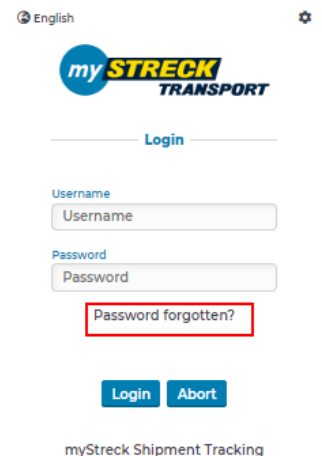 English
my STRECK
TRANSPORT
Login
Username
Username
Password
Password
Password forgotten?
Login Abort
myStreck Shipment Tracking